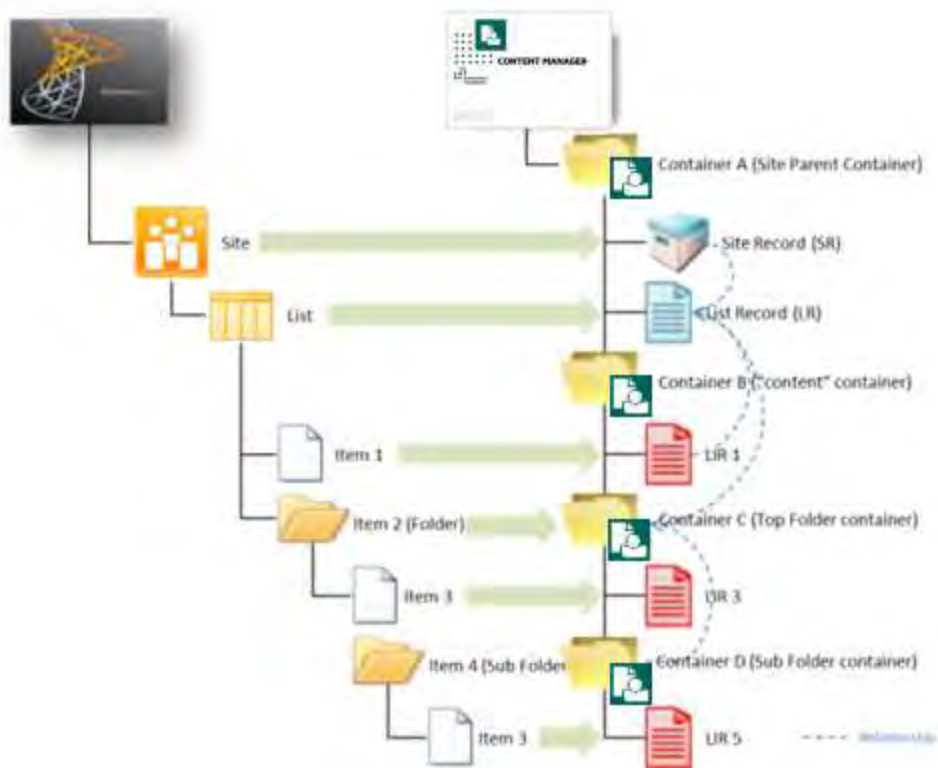 CONTENT MANAGER
Container A (Site Parent Container)
Site
Site Record (SR)
List
List Record (LR)
Container B ("content" container)
Item 1
LIR 1
Item 2 (Folder)
Container C (Top Folder container)
Item 3
LIR 3
Item 4 (Sub Folde
Container D (Sub Folder container)
Item 3
LIR 5
Relationship